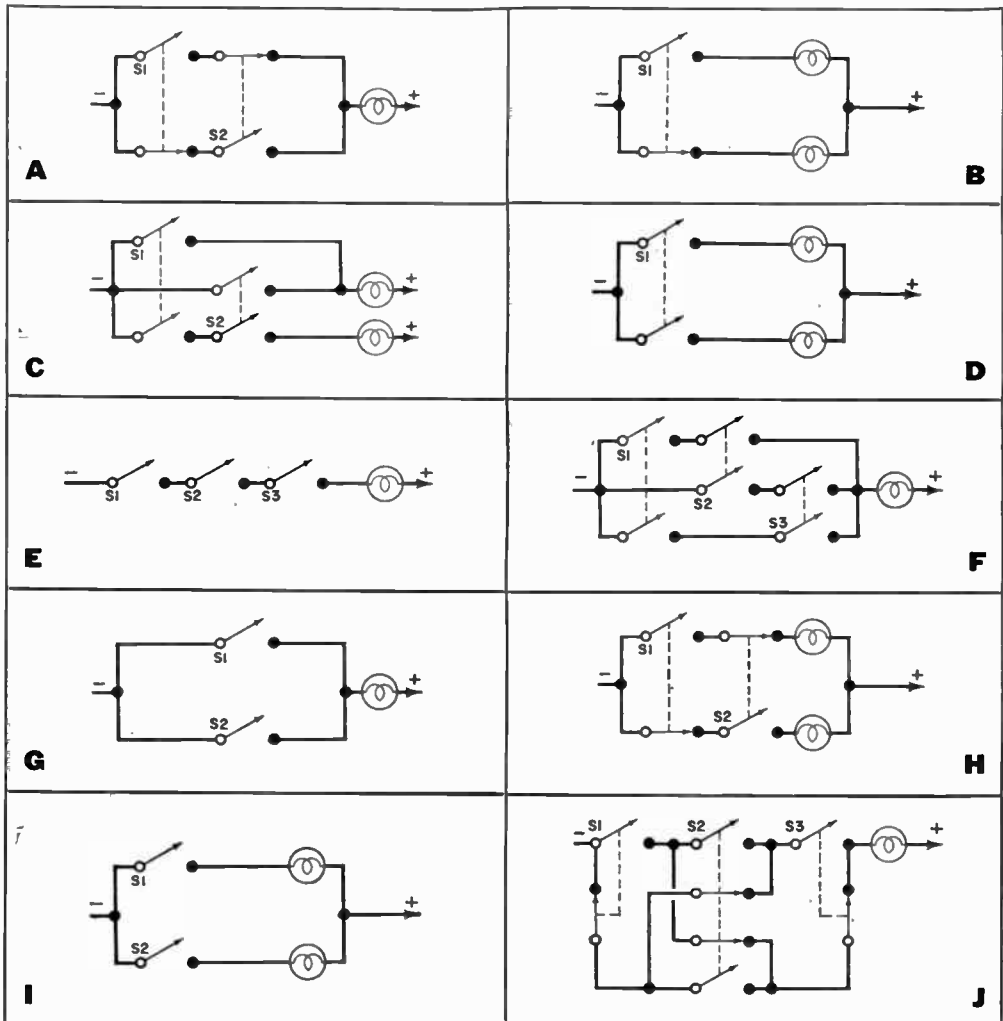 S1
S2
− +
A
S1
− +
B
S1
− +
S2 +
C
S1
− +
D
− +
S1 S2 S3
E
S1
− S2 +
S3
F
S1
− +
S2
G
S1
− +
S2
H
S1
− +
S2
I
− S1 S2 S3 +
J